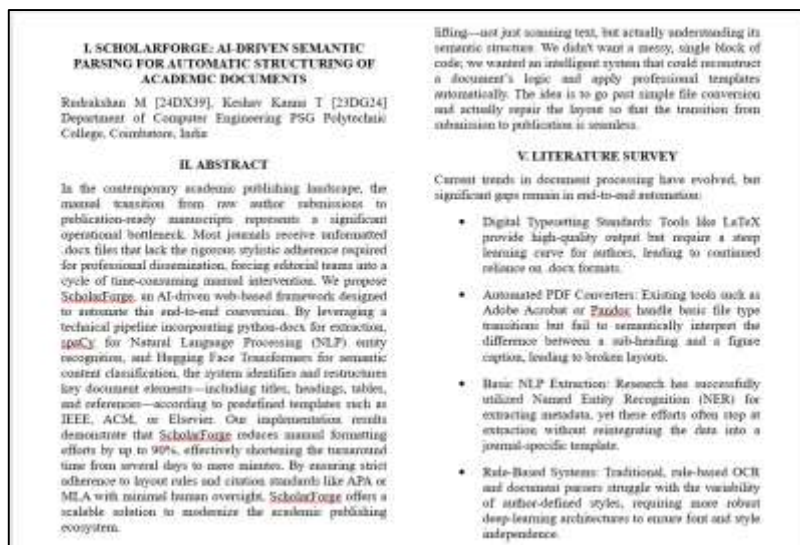 I. SCHOLARFORGE: AI-DRIVEN SEMANTIC
PARSING FOR AUTOMATIC STRUCTURING OF
ACADEMIC DOCUMENTS
Rudrakshan M [24DX39], Keshav Kannu T [23DG24]
Department of Computer Engineering PSG Polytechnic
College, Coimbatore, India
II. ABSTRACT
In the contemporary academic publishing landscape, the
manual transition from raw author submissions to
publication-ready manuscripts represents a significant
operational bottleneck. Most journals receive unformatted
.docx files that lack the rigorous stylistic adherence required
for professional dissemination, forcing editorial teams into a
cycle of time-consuming manual intervention. We propose
ScholarForge, an AI-driven web-based framework designed
to automate this end-to-end conversion. By leveraging a
technical pipeline incorporating python-docx for extraction,
spaCy for Natural Language Processing (NLP) entity
recognition, and Hugging Face Transformers for semantic
content classification, the system identifies and restructures
key document elements—including titles, headings, tables,
and references—according to predefined templates such as
IEEE, ACM, or Elsevier. Our implementation results
demonstrate that ScholarForge reduces manual formatting
efforts by up to 90%, effectively shortening the turnaround
time from several days to mere minutes. By ensuring strict
adherence to layout rules and citation standards like APA or
MLA with minimal human oversight, ScholarForge offers a
scalable solution to modernize the academic publishing
ecosystem.
lifting—not just scanning text, but actually understanding its
semantic structure. We didn't want a messy, single block of
code; we wanted an intelligent system that could reconstruct
a document's logic and apply professional templates
automatically. The idea is to go past simple file conversion
and actually repair the layout so that the transition from
submission to publication is seamless.
V. LITERATURE SURVEY
Current trends in document processing have evolved, but
significant gaps remain in end-to-end automation:
• Digital Typesetting Standards: Tools like LaTeX
provide high-quality output but require a steep
learning curve for authors, leading to continued
reliance on .docx formats.
• Automated PDF Converters: Existing tools such as
Adobe Acrobat or Pandoc handle basic file type
transitions but fail to semantically interpret the
difference between a sub-heading and a figure
caption, leading to broken layouts.
• Basic NLP Extraction: Research has successfully
utilized Named Entity Recognition (NER) for
extracting metadata, yet these efforts often stop at
extraction without reintegrating the data into a
journal-specific template.
• Rule-Based Systems: Traditional, rule-based OCR
and document parsers struggle with the variability
of author-defined styles, requiring more robust
deep-learning architectures to ensure font and style
independence.